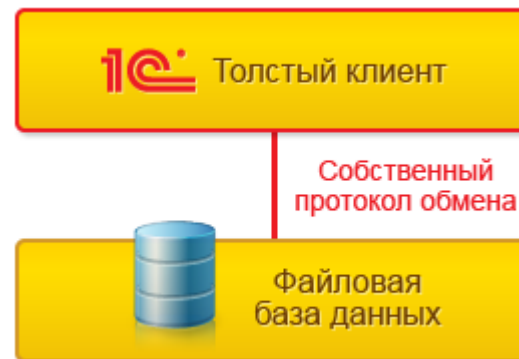 1С Толстый клиент
Собственный
протокол обмена
Файловая
база данных